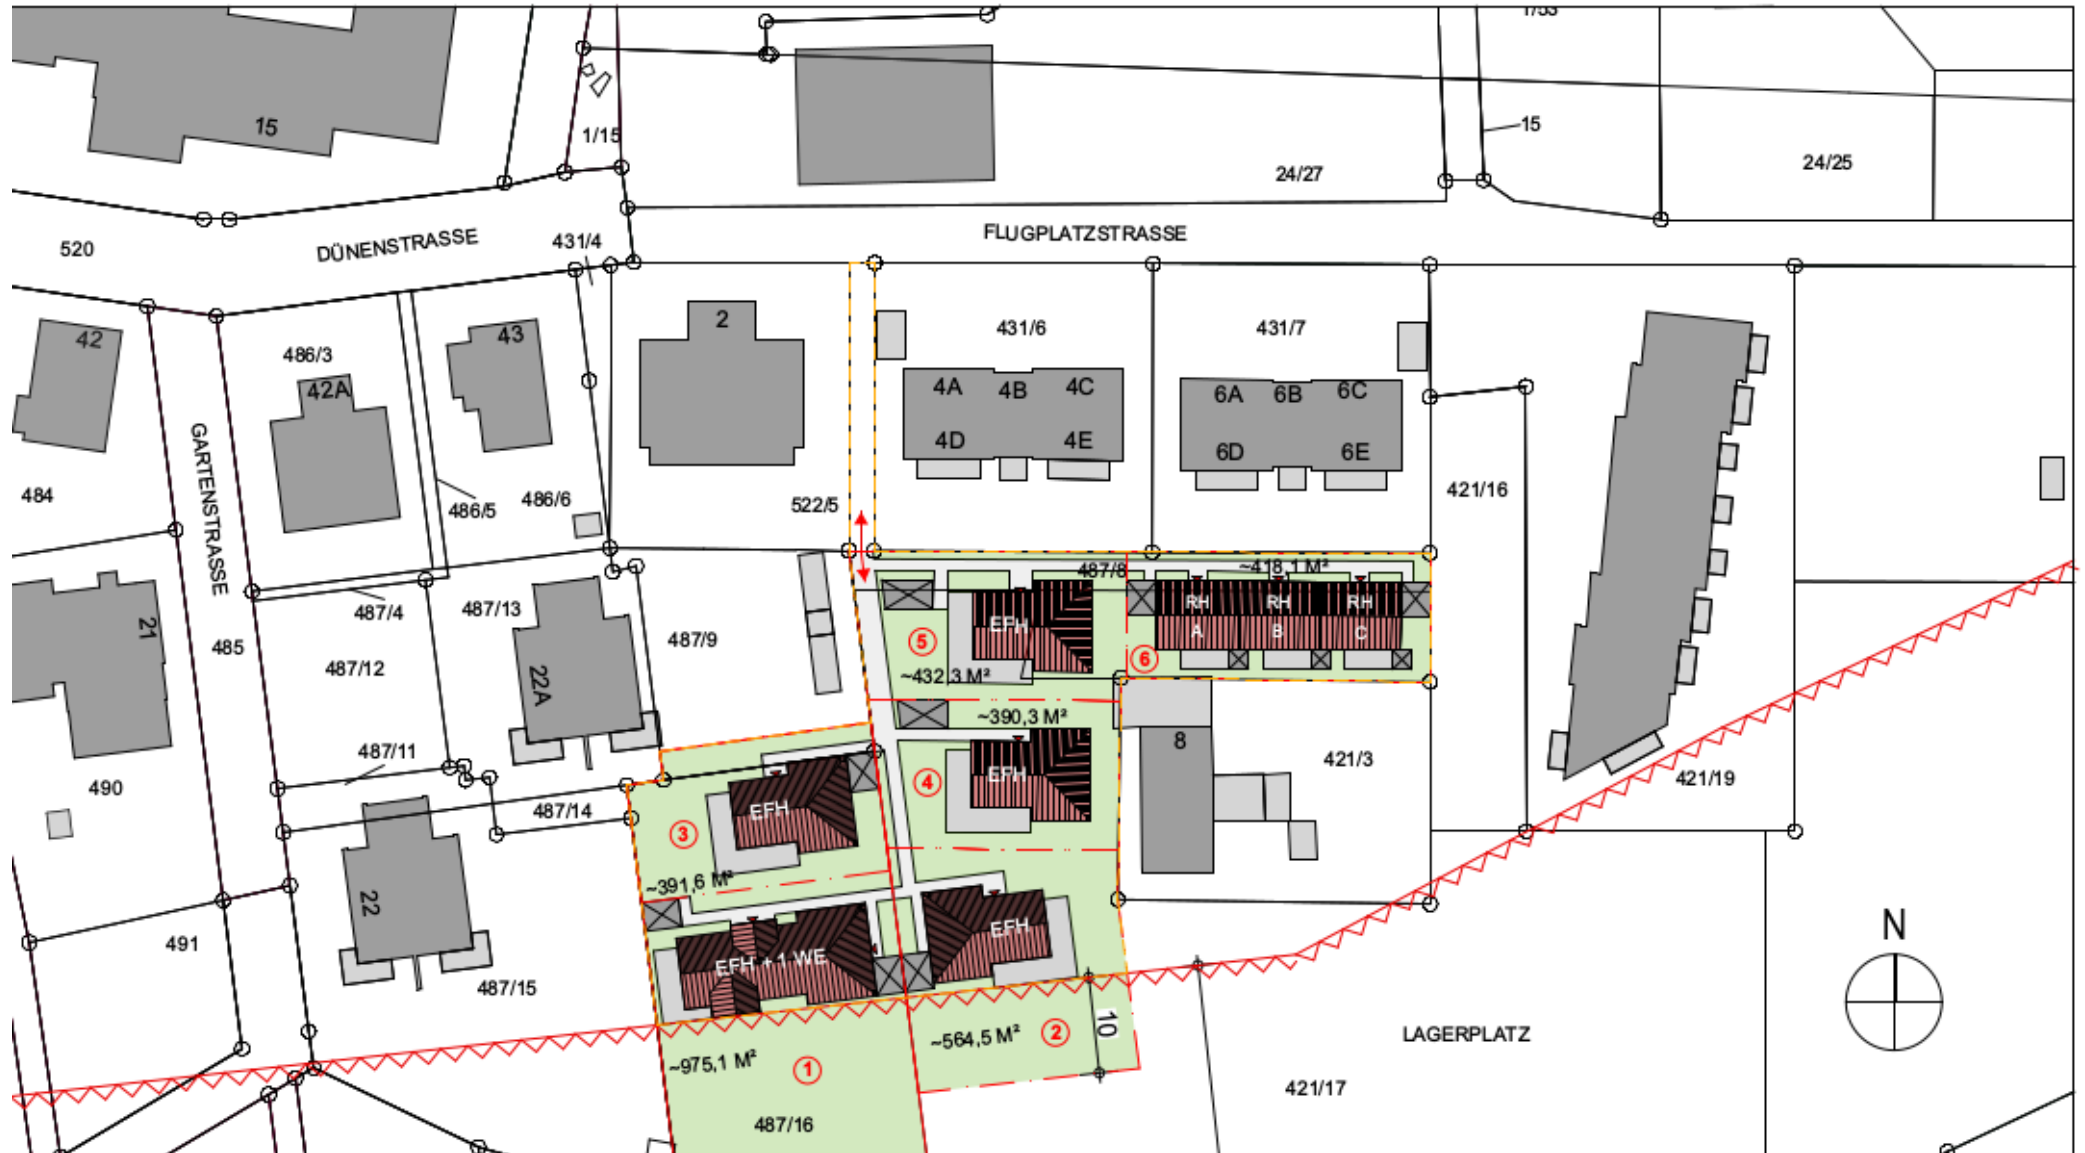 1/53
15
1/15
15
24/27
24/25
520
DÜNENSTRASSE
431/4
FLUGPLATZSTRASSE
42
486/3
42A
43
2
431/6
431/7
4A
4B
4C
6A
6B
6C
4D
4E
6D
6E
GARTENSTRASSE
484
486/5
486/6
522/5
421/16
487/8
~418,1 M²
21
485
487/4
487/13
487/9
EFH
RH
RH
RH
A
B
C
5
6
487/12
22A
~432,3 M²
~390,3 M²
487/11
8
421/3
421/19
490
487/14
EFH
4
EFH
3
~391,6 M²
22
491
EFH + 1 WE
EFH
N
487/15
~975,1 M²
1
~564,5 M²
2
10
LAGERPLATZ
487/16
421/17